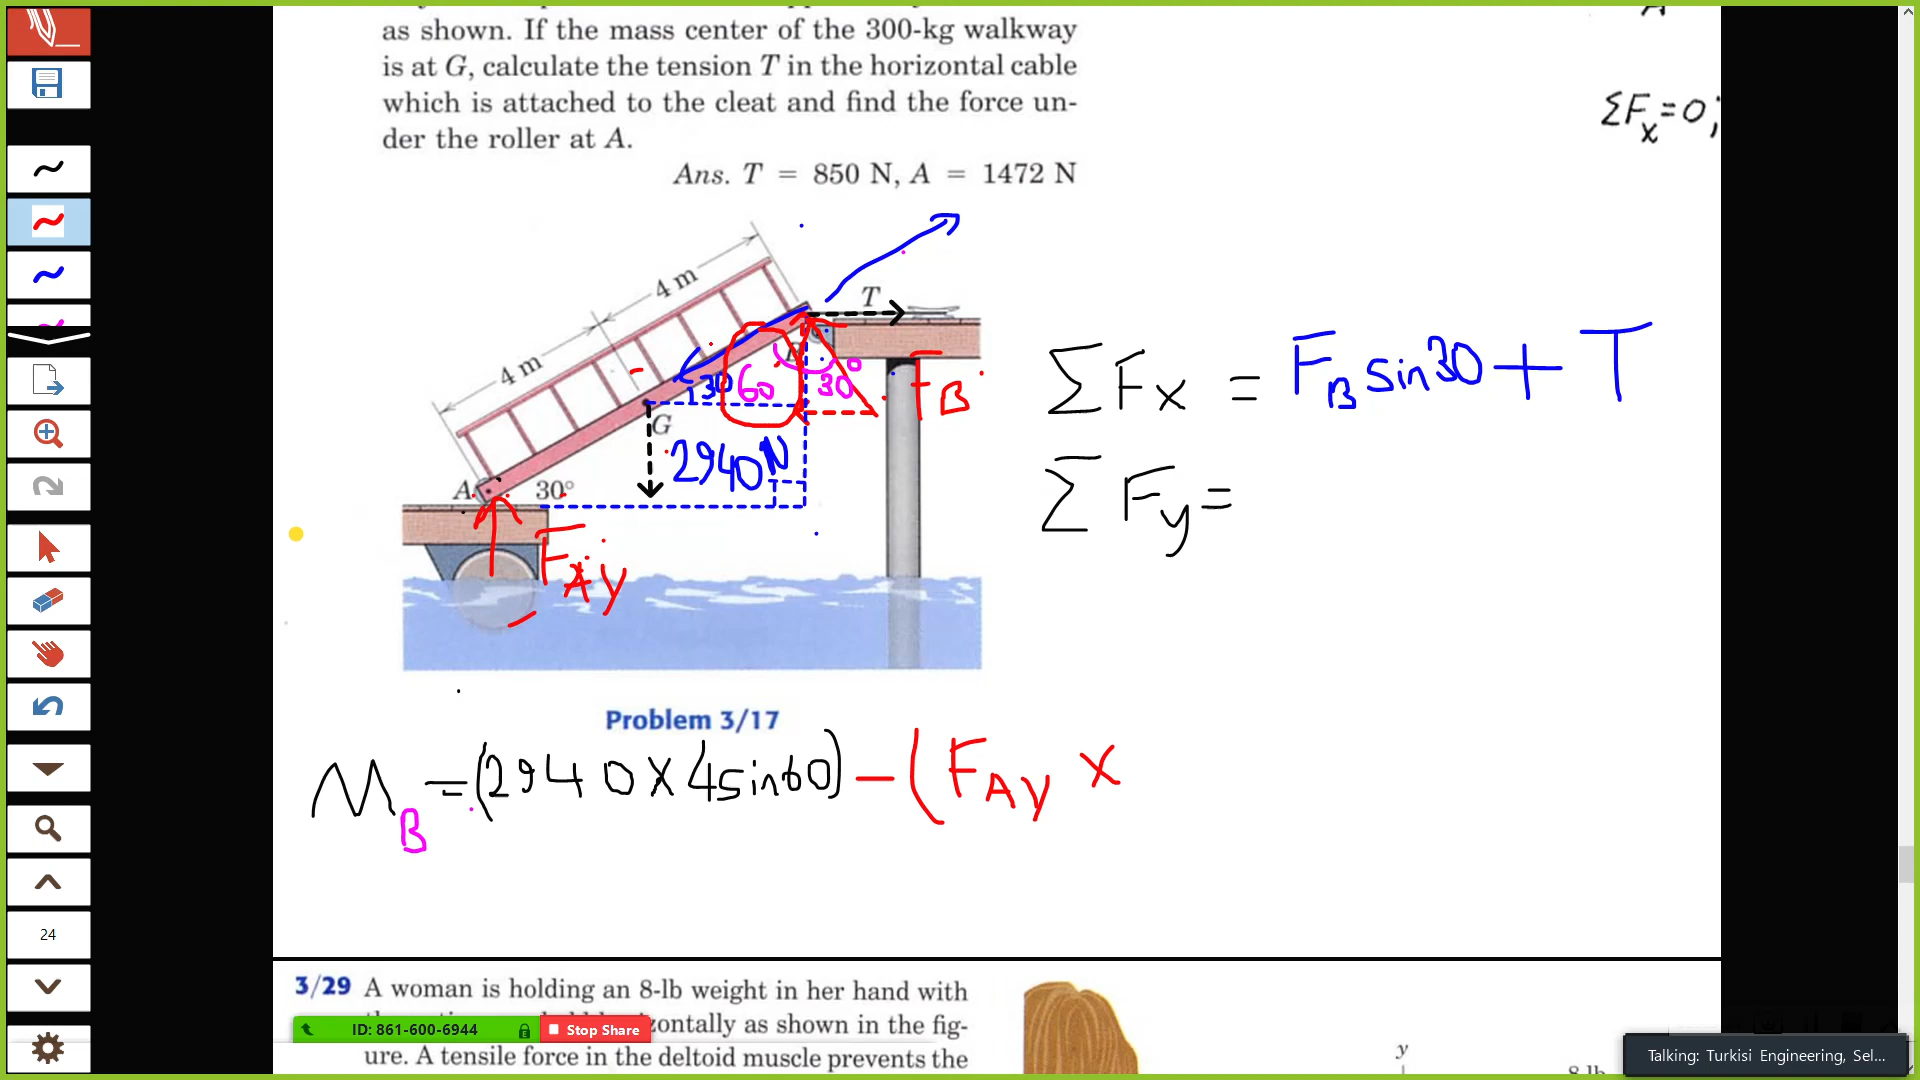 as shown. If the mass center of the 300-kg walkway
is at G, calculate the tension T in the horizontal cable
which is attached to the cleat and find the force un-
der the roller at A.
Ans. T = 850 N, A = 1472 N
ΣFx=0;
4 m
4 m
T
ΣFx = FB sin30 + T
30 60 30° FB
G
2940N
A 30°
ΣFy =
FAy
Problem 3/17
MB = (2940 x 4sin60) - (FAy x
24
3/29 A woman is holding an 8-lb weight in her hand with
zontally as shown in the fig-
ID: 861-600-6944 Stop Share
ure. A tensile force in the deltoid muscle prevents the
y
8 lb
Talking: Turkisi Engineering, Sel...